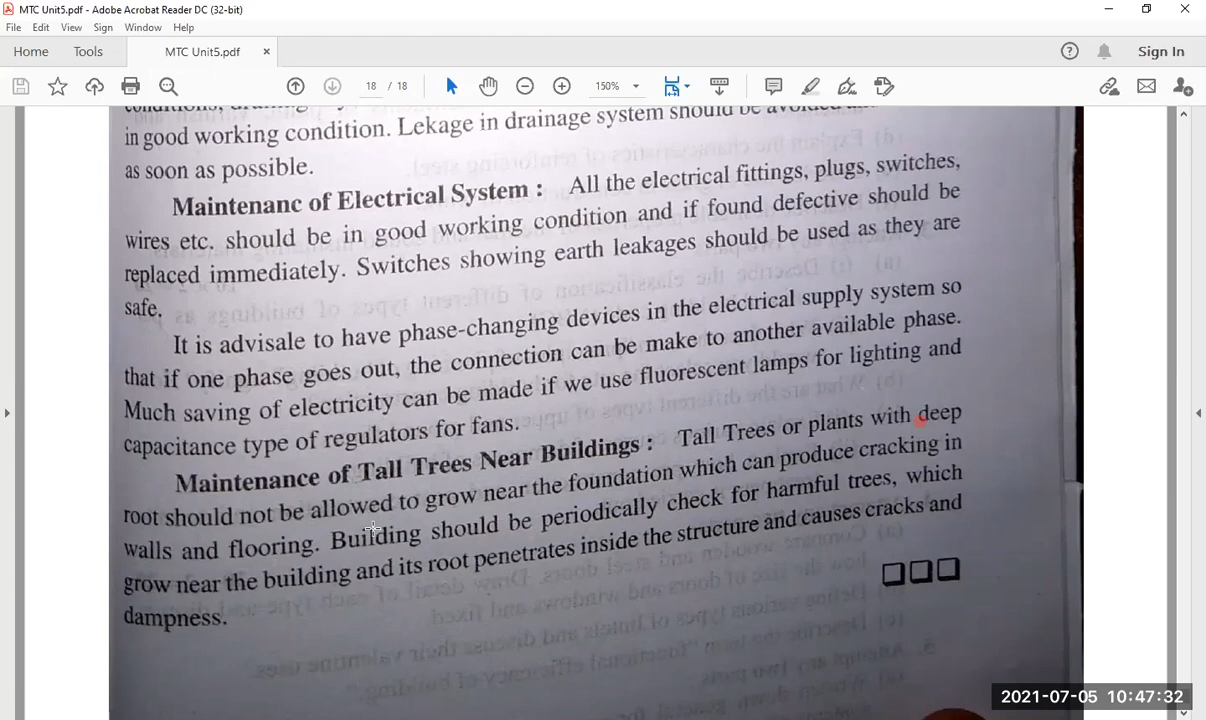 MTC Unit5.pdf - Adobe Acrobat Reader DC (32-bit)
File Edit View Sign Window Help
Home Tools MTC Unit5.pdf × Sign In
18 / 18 150%
in good working condition. Lekage in drainage system should be avoided
as soon as possible.
Maintenanc of Electrical System : All the electrical fittings, plugs, switches,
wires etc. should be in good working condition and if found defective should be
replaced immediately. Switches showing earth leakages should be used as they are
safe.
It is advisale to have phase-changing devices in the electrical supply system so
that if one phase goes out, the connection can be make to another available phase.
Much saving of electricity can be made if we use fluorescent lamps for lighting and
capacitance type of regulators for fans.
Maintenance of Tall Trees Near Buildings : Tall Trees or plants with deep
root should not be allowed to grow near the foundation which can produce cracking in
walls and flooring. Building should be periodically check for harmful trees, which
grow near the building and its root penetrates inside the structure and causes cracks and
dampness.
2021-07-05 10:47:32